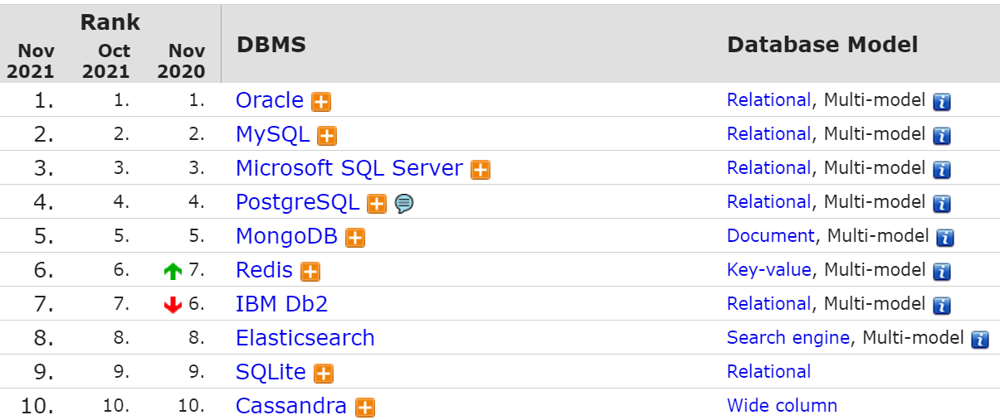 Rank
Nov 2021 Oct 2021 Nov 2020 DBMS Database Model
1. 1. 1. Oracle Relational, Multi-model
2. 2. 2. MySQL Relational, Multi-model
3. 3. 3. Microsoft SQL Server Relational, Multi-model
4. 4. 4. PostgreSQL Relational, Multi-model
5. 5. 5. MongoDB Document, Multi-model
6. 6. 7. Redis Key-value, Multi-model
7. 7. 6. IBM Db2 Relational, Multi-model
8. 8. 8. Elasticsearch Search engine, Multi-model
9. 9. 9. SQLite Relational
10. 10. 10. Cassandra Wide column